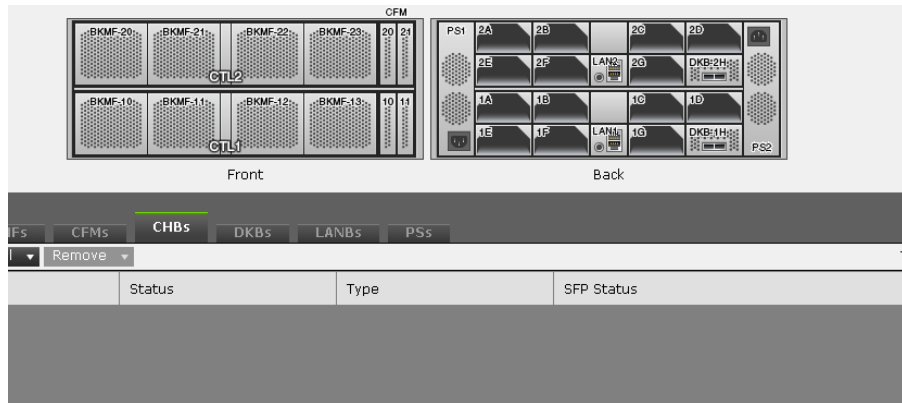 CFM
BKMF-20 BKMF-21 BKMF-22 BKMF-23 20 21
CTL2
BKMF-10 BKMF-11 BKMF-12 BKMF-13 10 11
CTL1
Front
PS1 2A 2B 2C 2D
2E 2F LAN2 2G DKB-2H
1A 1B 1C 1D
1E 1F LAN1 1G DKB-1H PS2
Back
CFMs CHBs DKBs LANBs PSs
Remove
Status Type SFP Status